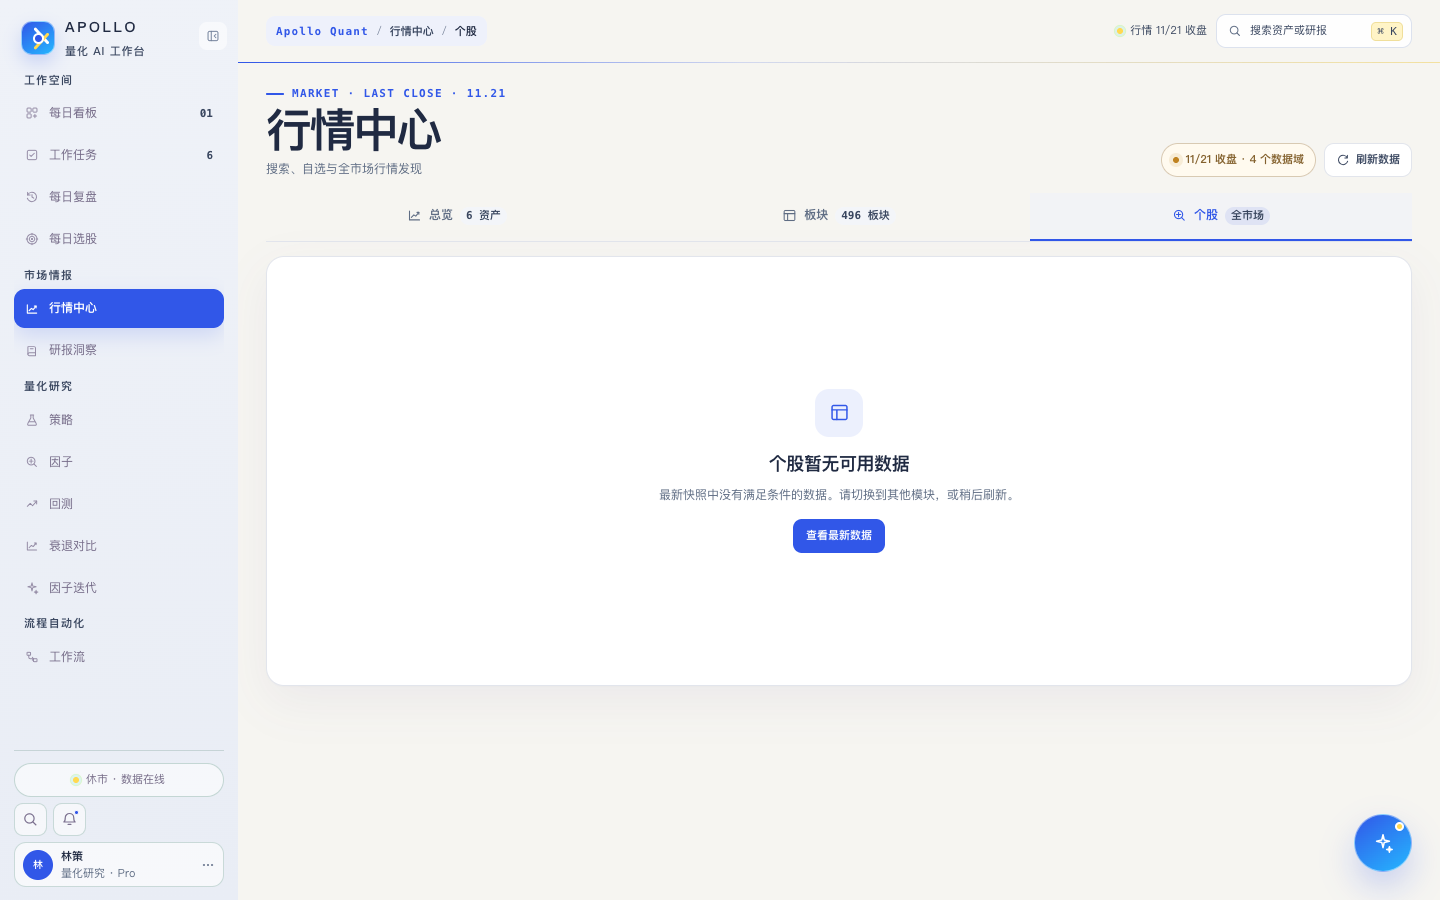 APOLLO
量化 AI 工作台
工作空间
每日看板 01
工作任务 6
每日复盘
每日选股
市场情报
行情中心
研报洞察
量化研究
策略
因子
回测
衰退对比
因子迭代
流程自动化
工作流
休市 · 数据在线
林
林策
量化研究 · Pro
Apollo Quant / 行情中心 / 个股
行情 11/21 收盘
搜索资产或研报
⌘ K
MARKET · LAST CLOSE · 11.21
行情中心
搜索、自选与全市场行情发现
11/21 收盘 · 4 个数据域
刷新数据
总览 6 资产
板块 496 板块
个股 全市场
个股暂无可用数据
最新快照中没有满足条件的数据。请切换到其他模块，或稍后刷新。
查看最新数据